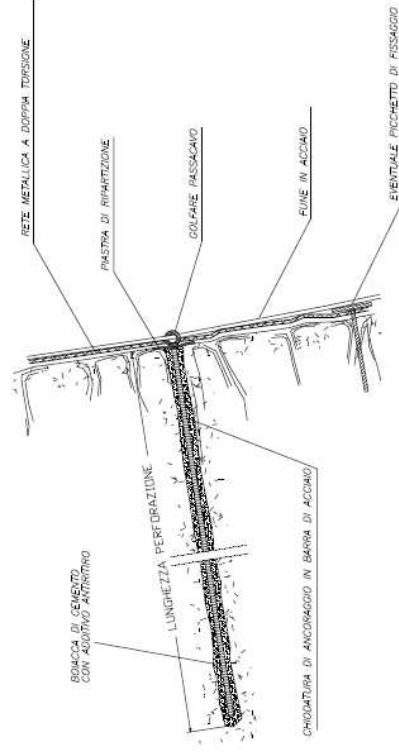 RETE METALLICA A DOPPIA TORSIONE
PIASTRA DI RIPARTIZIONE
GOLFARE PASSACAVO
FUNE IN ACCIAIO
EVENTUALE PICCHETTO DI FISSAGGIO
BOIACCA DI CEMENTO
CON ADDITIVO ANTIRITIRO
LUNGHEZZA PERFORAZIONE
CHIODATURA DI ANCORAGGIO IN BARRA DI ACCIAIO